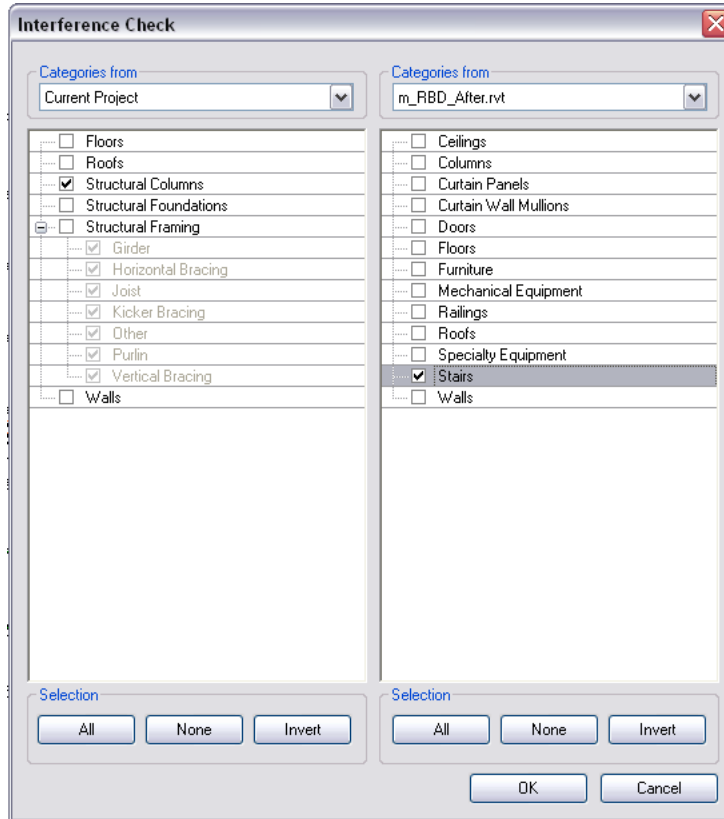 Interference Check
Categories from
Current Project
Floors
Roofs
Structural Columns
Structural Foundations
Structural Framing
Girder
Horizontal Bracing
Joist
Kicker Bracing
Other
Purlin
Vertical Bracing
Walls
Selection
All None Invert
Categories from
m_RBD_After.rvt
Ceilings
Columns
Curtain Panels
Curtain Wall Mullions
Doors
Floors
Furniture
Mechanical Equipment
Railings
Roofs
Specialty Equipment
Stairs
Walls
Selection
All None Invert
OK Cancel